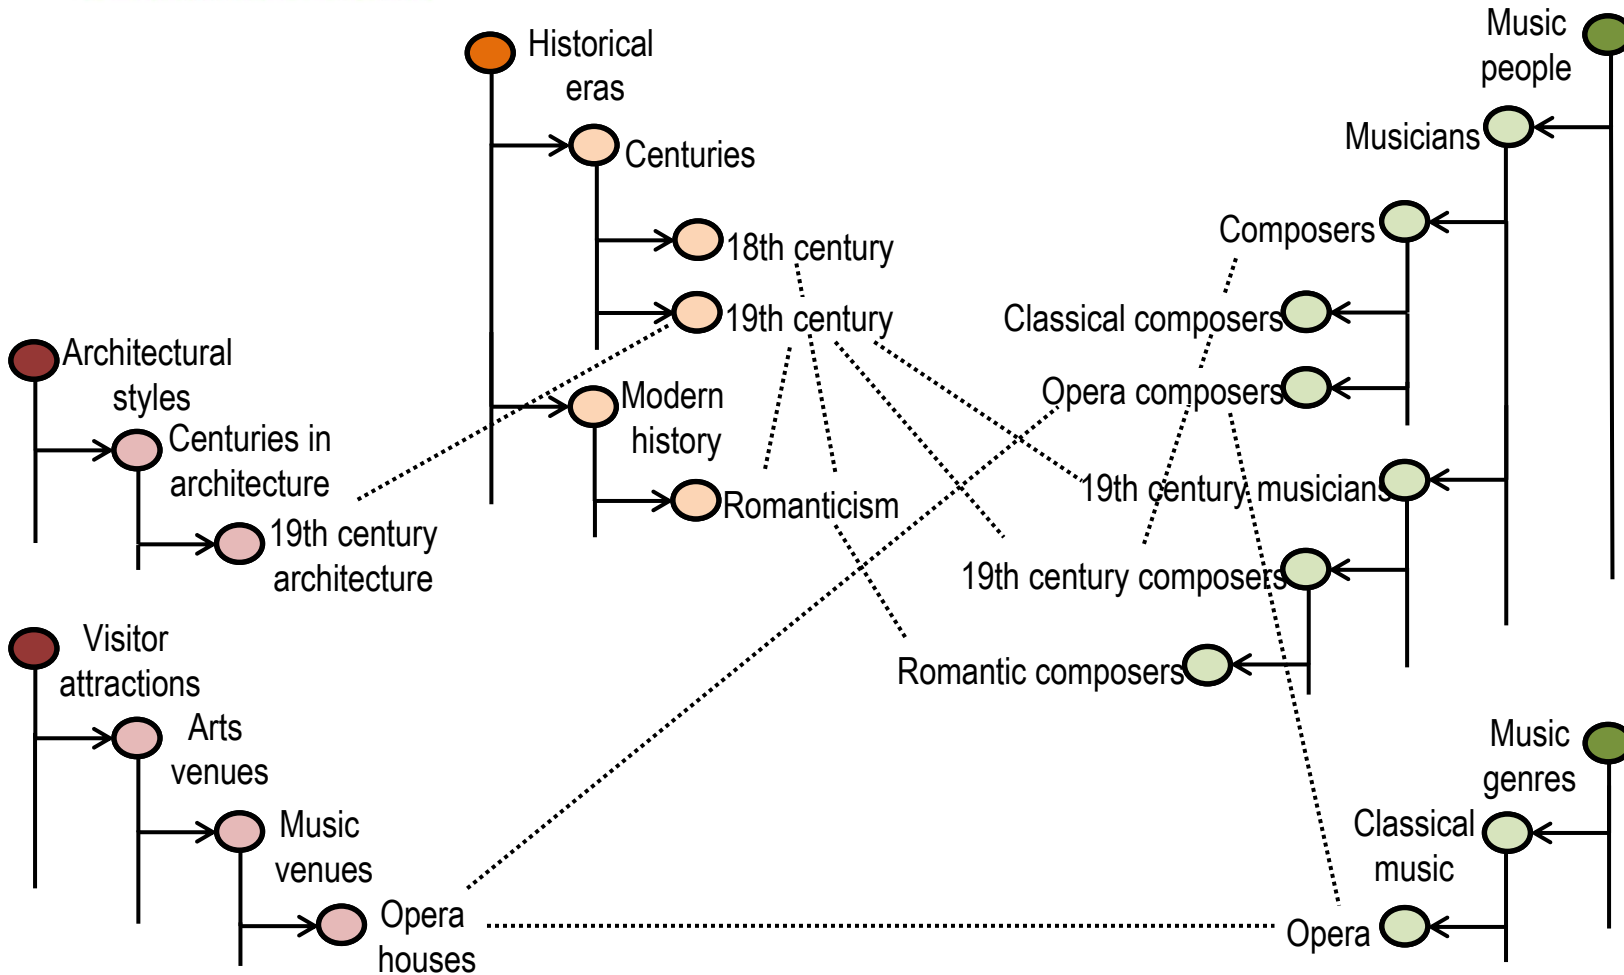 Historical
eras
Centuries
18th century
19th century
Modern
history
Romanticism
Architectural
styles
Centuries in
architecture
19th century
architecture
Visitor
attractions
Arts
venues
Music
venues
Opera
houses
Music
people
Musicians
Composers
Classical composers
Opera composers
19th century musicians
19th century composers
Romantic composers
Music
genres
Classical
music
Opera